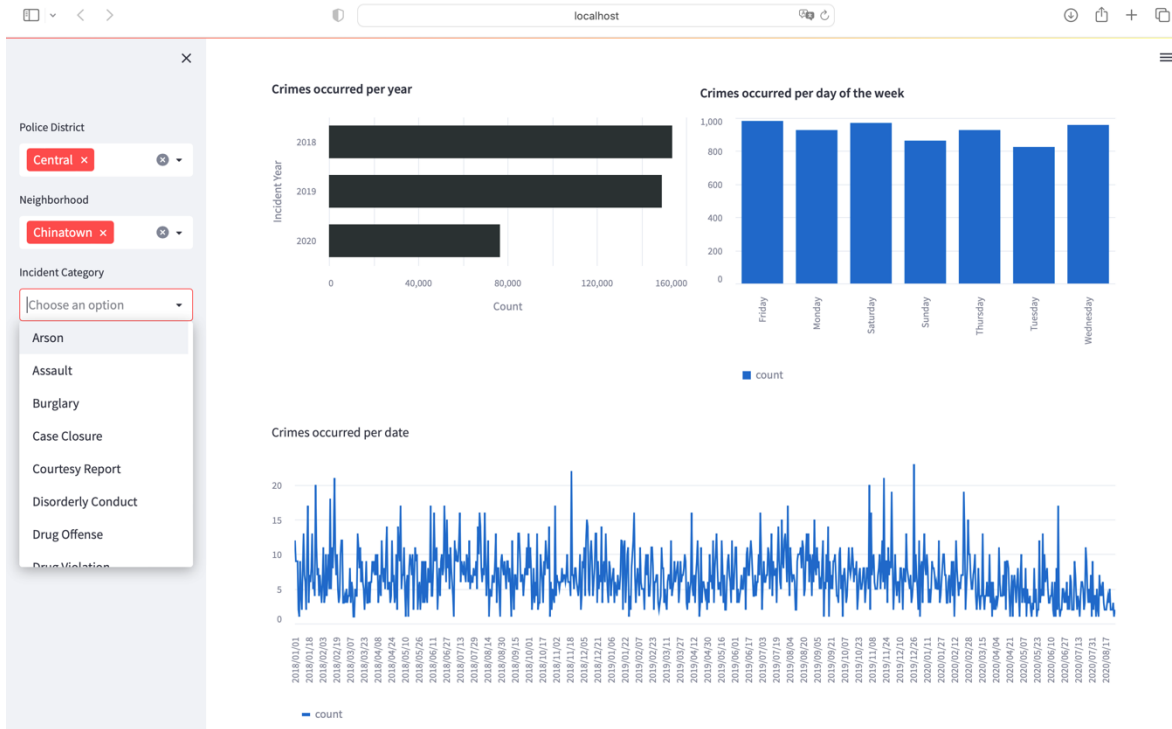 localhost
Police District
Central
Neighborhood
Chinatown
Incident Category
Choose an option
Arson
Assault
Burglary
Case Closure
Courtesy Report
Disorderly Conduct
Drug Offense
Drug Violation
Crimes occurred per year
Incident Year
2018
2019
2020
0
40,000
80,000
120,000
160,000
Count
Crimes occurred per day of the week
1,000
800
600
400
200
0
Friday
Monday
Saturday
Sunday
Thursday
Tuesday
Wednesday
count
Crimes occurred per date
20
15
10
5
0
2018/01/01
2018/01/18
2018/02/03
2018/02/19
2018/03/07
2018/03/23
2018/04/08
2018/04/24
2018/05/10
2018/05/26
2018/06/11
2018/06/27
2018/07/13
2018/07/29
2018/08/14
2018/08/30
2018/09/15
2018/10/01
2018/10/17
2018/11/02
2018/11/18
2018/12/05
2018/12/21
2019/01/06
2019/01/22
2019/02/07
2019/02/23
2019/03/11
2019/03/27
2019/04/14
2019/04/30
2019/05/16
2019/06/01
2019/06/17
2019/07/03
2019/08/04
2019/08/20
2019/09/05
2019/09/21
2019/10/07
2019/10/23
2019/11/08
2019/11/24
2019/12/10
2019/12/26
2020/01/11
2020/01/27
2020/02/12
2020/02/28
2020/03/15
2020/04/04
2020/04/21
2020/05/07
2020/05/23
2020/06/10
2020/06/27
2020/07/13
2020/07/31
2020/08/17
count